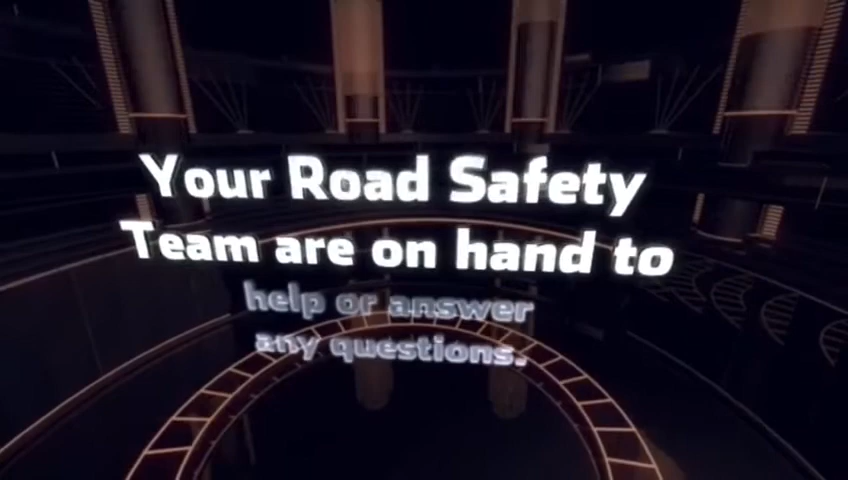 Your Road Safety
Team are on hand to
help or answer
any questions.